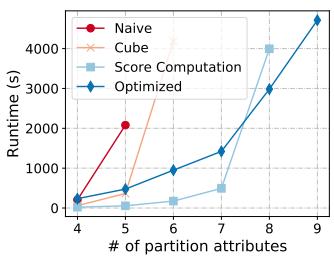 Naive
Cube
Score Computation
Optimized
4000
3000
2000
1000
0
Runtime (s)
4 5 6 7 8 9
# of partition attributes